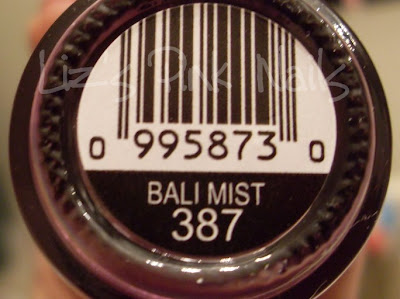 Liz's Pink Nails
0 995873 0
BALI MIST
387